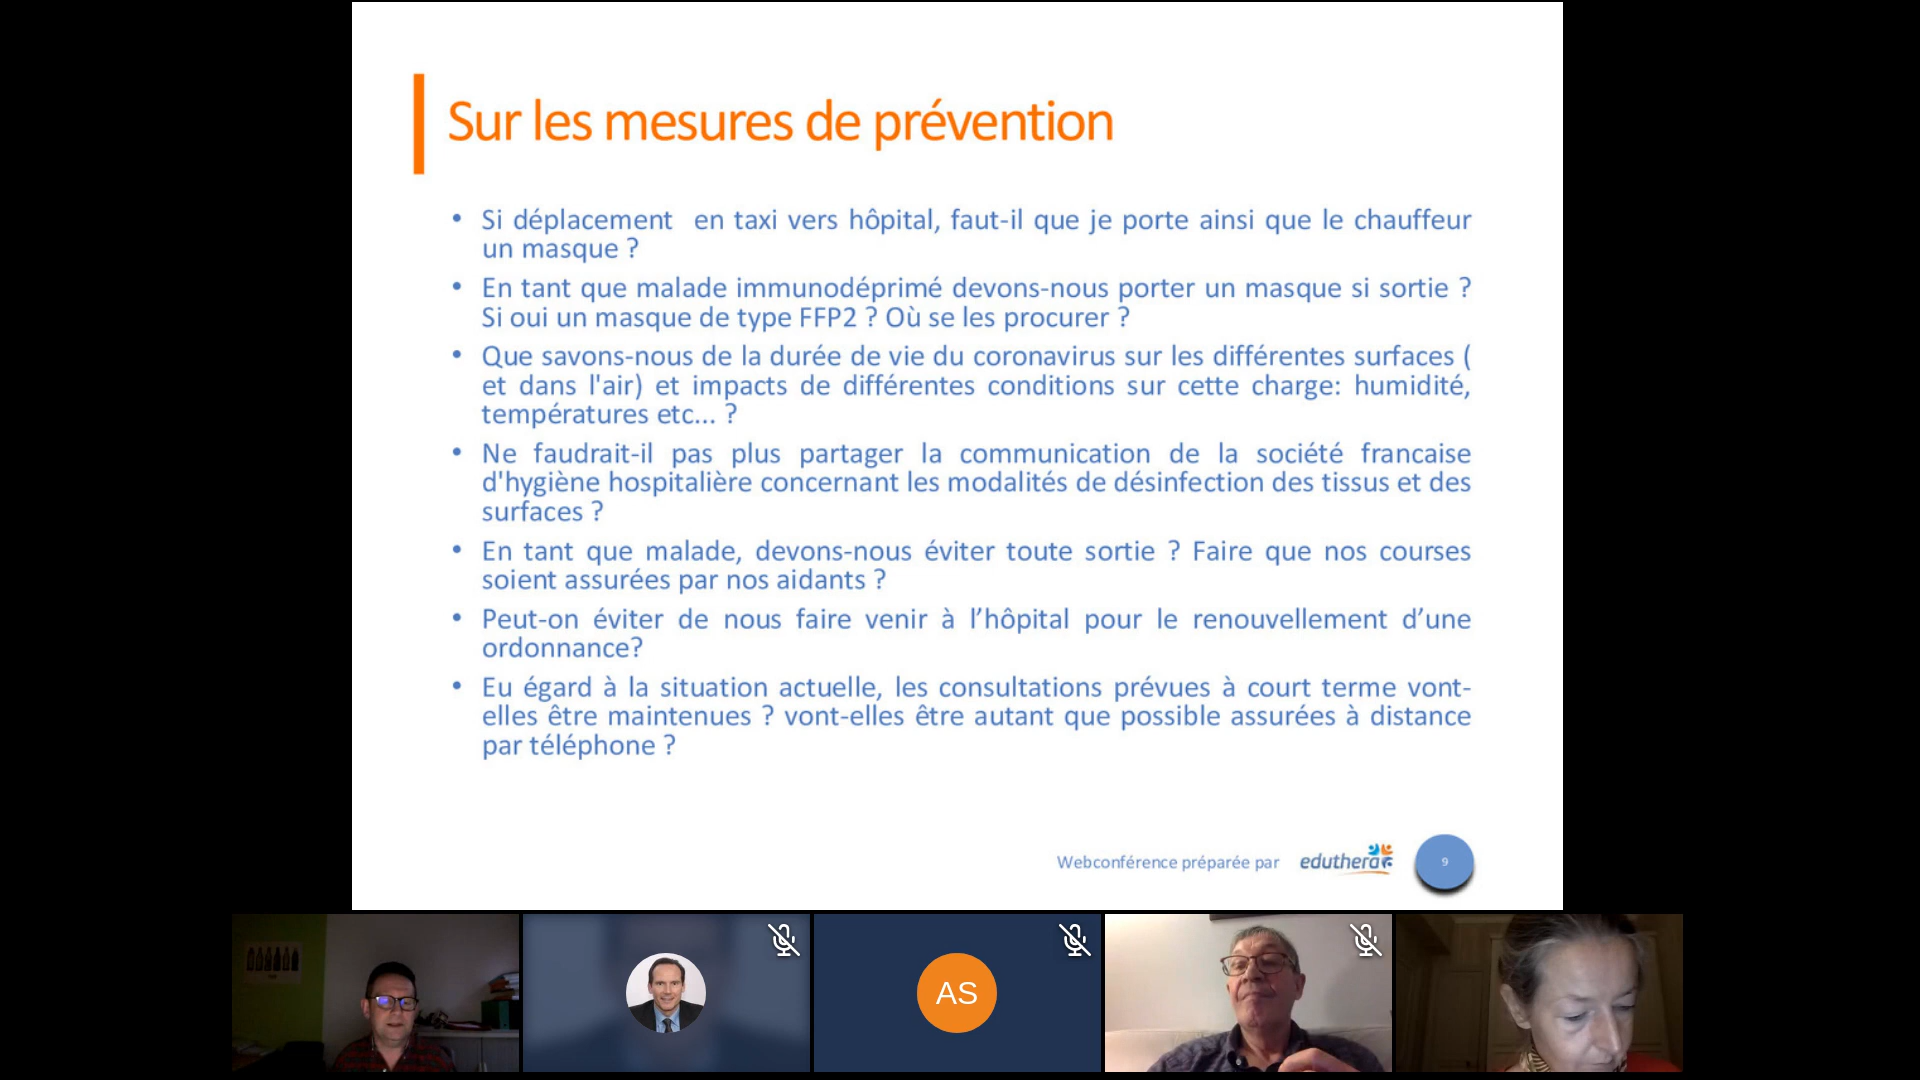 Sur les mesures de prévention
• Si déplacement  en taxi vers hôpital, faut-il que je porte ainsi que le chauffeur
un masque ?
• En tant que malade immunodéprimé devons-nous porter un masque si sortie ?
Si oui un masque de type FFP2 ? Où se les procurer ?
• Que savons-nous de la durée de vie du coronavirus sur les différentes surfaces (
et dans l'air) et impacts de différentes conditions sur cette charge: humidité,
températures etc... ?
• Ne faudrait-il pas plus partager la communication de la société francaise
d'hygiène hospitalière concernant les modalités de désinfection des tissus et des
surfaces ?
• En tant que malade, devons-nous éviter toute sortie ? Faire que nos courses
soient assurées par nos aidants ?
• Peut-on éviter de nous faire venir à l’hôpital pour le renouvellement d’une
ordonnance?
• Eu égard à la situation actuelle, les consultations prévues à court terme vont-
elles être maintenues ? vont-elles être autant que possible assurées à distance
par téléphone ?
Webconférence préparée par eduthera 9
AS